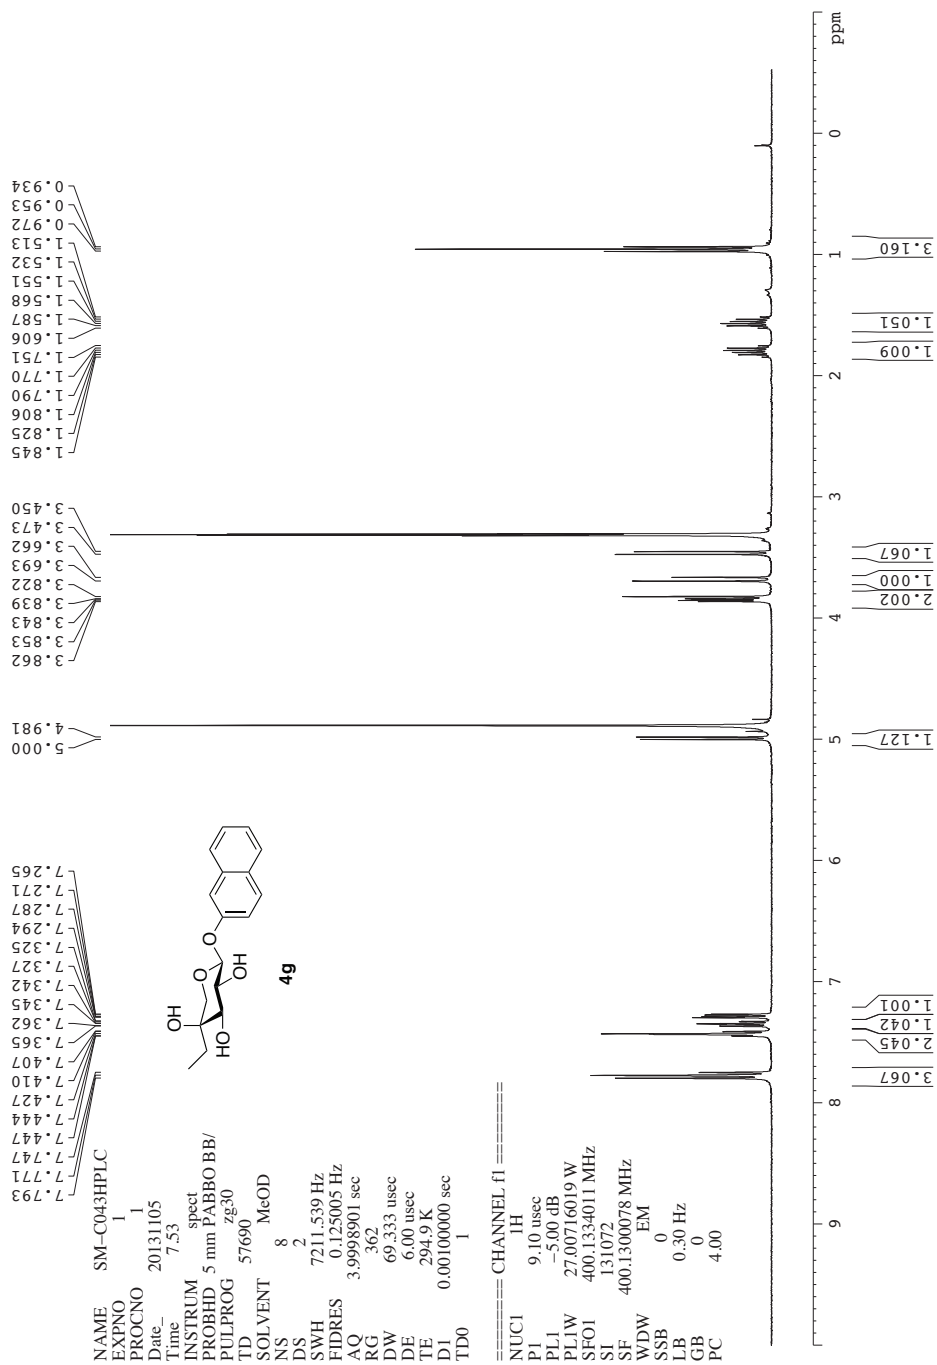 7.793
7.771
7.747
7.447
7.444
7.427
7.410
7.407
7.365
7.362
7.345
7.342
7.327
7.325
7.294
7.287
7.271
7.265
5.000
4.981
3.862
3.853
3.843
3.839
3.822
3.693
3.662
3.473
3.450
1.845
1.825
1.806
1.790
1.770
1.751
1.606
1.587
1.568
1.551
1.532
1.513
0.972
0.953
0.934
NAME SM-C043HPLC
EXPNO 1
PROCNO 1
Date_ 20131105
Time 7.53
INSTRUM spect
PROBHD 5 mm PABBO BB/
PULPROG zg30
TD 57690
SOLVENT MeOD
NS 8
DS 2
SWH 7211.539 Hz
FIDRES 0.125005 Hz
AQ 3.9998901 sec
RG 362
DW 69.333 usec
DE 6.00 usec
TE 294.9 K
D1 0.00100000 sec
TD0 1
======== CHANNEL f1 ========
NUC1 1H
P1 9.10 usec
PL1 -5.00 dB
PL1W 27.00716019 W
SFO1 400.1334011 MHz
SI 131072
SF 400.1300078 MHz
WDW EM
SSB 0
LB 0.30 Hz
GB 0
PC 4.00
OH
O
O
HO
OH
4g
9 8 7 6 5 4 3 2 1 0 ppm
3.067
2.045
1.042
1.001
1.127
2.002
1.000
1.067
1.009
1.051
3.160